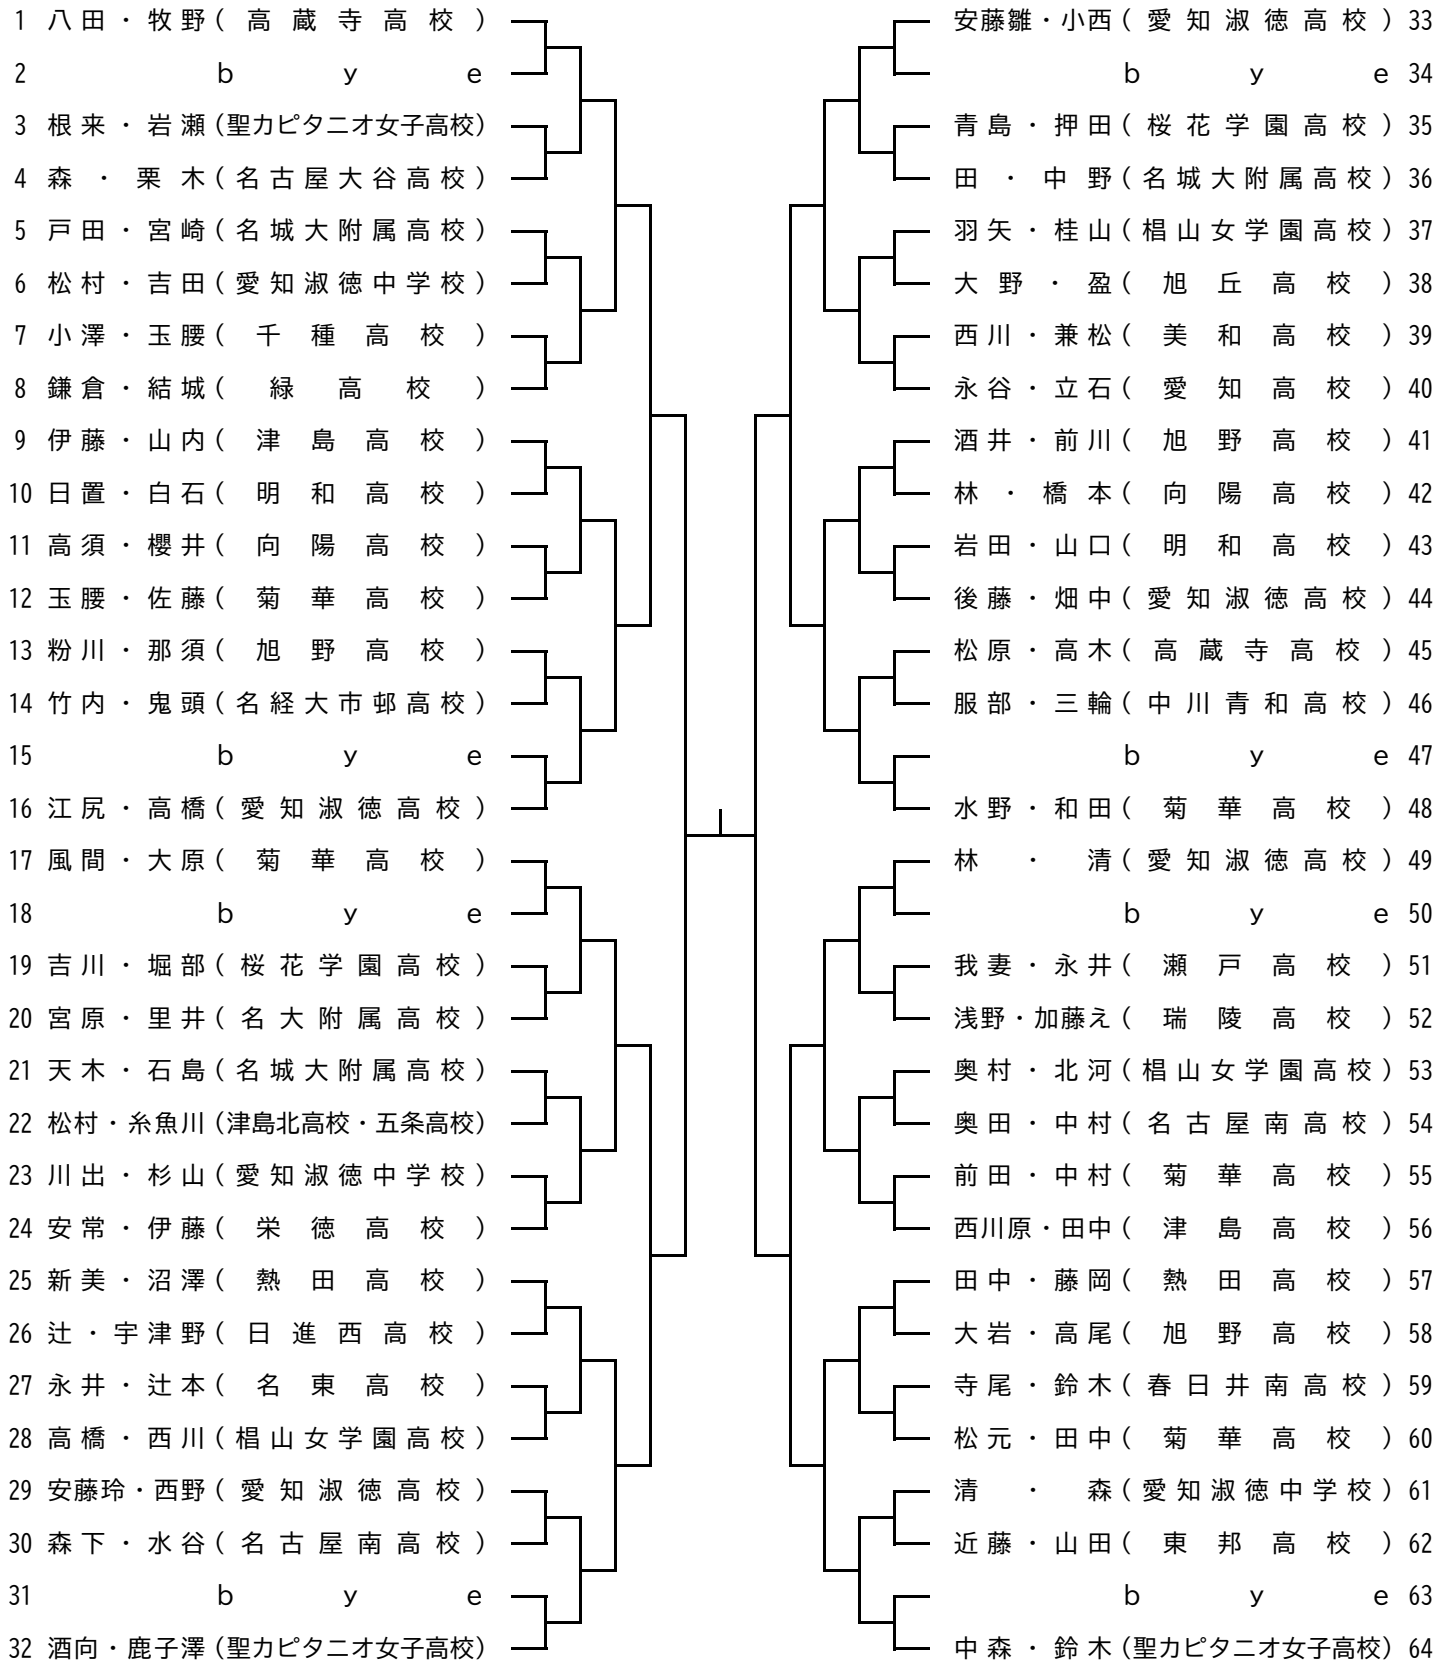 1 八田・牧野(高蔵寺高校)
2 bye
3 根来・岩瀬(聖カピタニオ女子高校)
4 森・栗木(名古屋大谷高校)
5 戸田・宮崎(名城大附属高校)
6 松村・吉田(愛知淑徳中学校)
7 小澤・玉腰(千種高校)
8 鎌倉・結城(緑高校)
9 伊藤・山内(津島高校)
10 日置・白石(明和高校)
11 高須・櫻井(向陽高校)
12 玉腰・佐藤(菊華高校)
13 粉川・那須(旭野高校)
14 竹内・鬼頭(名経大市邨高校)
15 bye
16 江尻・高橋(愛知淑徳高校)
17 風間・大原(菊華高校)
18 bye
19 吉川・堀部(桜花学園高校)
20 宮原・里井(名大附属高校)
21 天木・石島(名城大附属高校)
22 松村・糸魚川(津島北高校・五条高校)
23 川出・杉山(愛知淑徳中学校)
24 安常・伊藤(栄徳高校)
25 新美・沼澤(熱田高校)
26 辻・宇津野(日進西高校)
27 永井・辻本(名東高校)
28 高橋・西川(椙山女学園高校)
29 安藤玲・西野(愛知淑徳高校)
30 森下・水谷(名古屋南高校)
31 bye
32 酒向・鹿子澤(聖カピタニオ女子高校)
安藤雛・小西(愛知淑徳高校) 33
bye 34
青島・押田(桜花学園高校) 35
田・中野(名城大附属高校) 36
羽矢・桂山(椙山女学園高校) 37
大野・盈(旭丘高校) 38
西川・兼松(美和高校) 39
永谷・立石(愛知高校) 40
酒井・前川(旭野高校) 41
林・橋本(向陽高校) 42
岩田・山口(明和高校) 43
後藤・畑中(愛知淑徳高校) 44
松原・高木(高蔵寺高校) 45
服部・三輪(中川青和高校) 46
bye 47
水野・和田(菊華高校) 48
林・清(愛知淑徳高校) 49
bye 50
我妻・永井(瀬戸高校) 51
浅野・加藤え(瑞陵高校) 52
奥村・北河(椙山女学園高校) 53
奥田・中村(名古屋南高校) 54
前田・中村(菊華高校) 55
西川原・田中(津島高校) 56
田中・藤岡(熱田高校) 57
大岩・高尾(旭野高校) 58
寺尾・鈴木(春日井南高校) 59
松元・田中(菊華高校) 60
清・森(愛知淑徳中学校) 61
近藤・山田(東邦高校) 62
bye 63
中森・鈴木(聖カピタニオ女子高校) 64